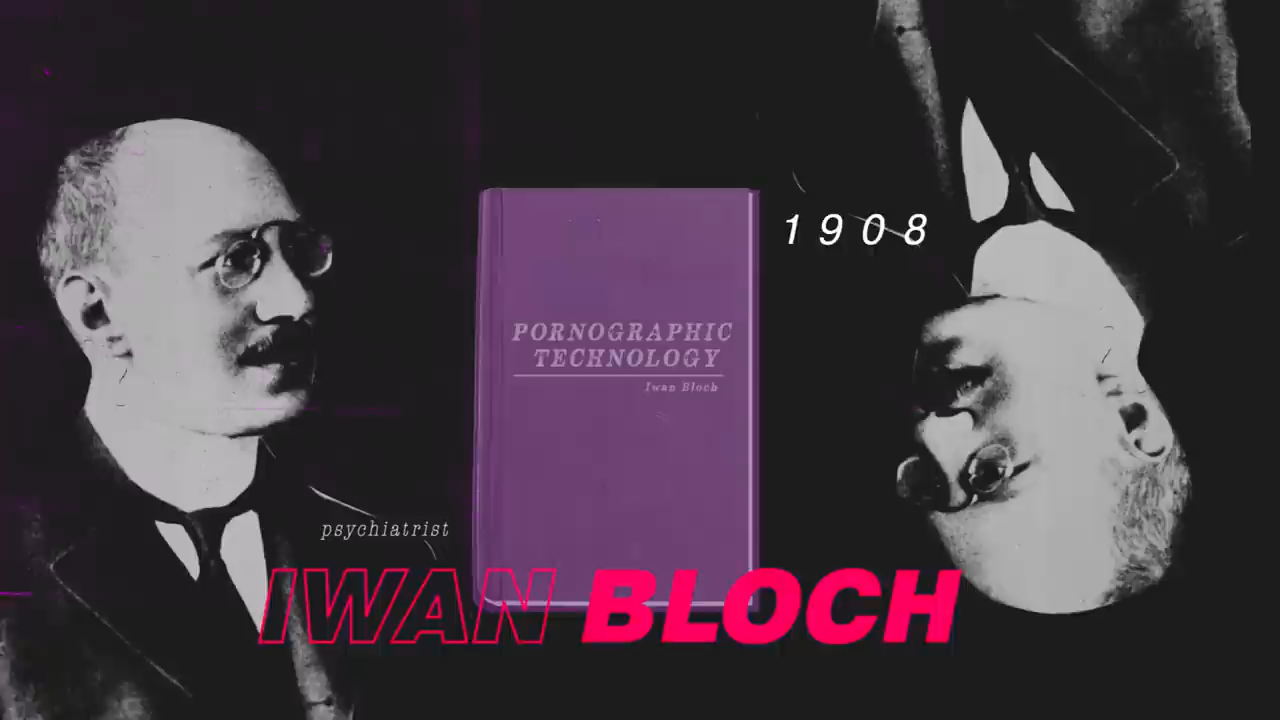 1908
PORNOGRAPHIC
TECHNOLOGY
Iwan Bloch
psychiatrist
IWAN BLOCH